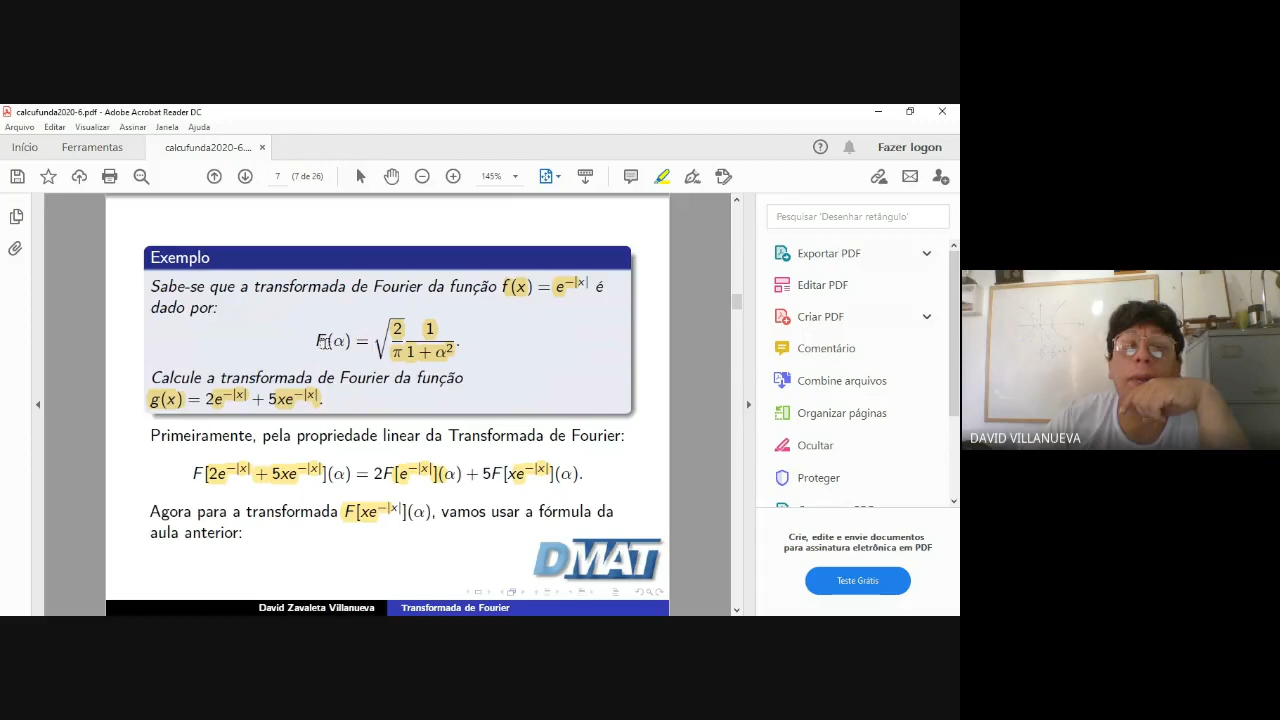 calcufunda2020-6.pdf - Adobe Acrobat Reader DC
Arquivo Editar Visualizar Assinar Janela Ajuda
Início Ferramentas calcufunda2020-6.... × Fazer logon
7 (7 de 26) 145%
Pesquisar 'Desenhar retângulo'
Exportar PDF
Editar PDF
Criar PDF
Comentário
Combine arquivos
Organizar páginas
Ocultar
Proteger
Crie, edite e envie documentos
para assinatura eletrônica em PDF
Teste Grátis
Exemplo
Sabe-se que a transformada de Fourier da função f(x) = e^{-|x|} é
dado por:
F(α) = √(2/π) 1/(1 + α²).
Calcule a transformada de Fourier da função
g(x) = 2e^{-|x|} + 5xe^{-|x|}.
Primeiramente, pela propriedade linear da Transformada de Fourier:
F[2e^{-|x|} + 5xe^{-|x|}](α) = 2F[e^{-|x|}](α) + 5F[xe^{-|x|}](α).
Agora para a transformada F[xe^{-|x|}](α), vamos usar a fórmula da
aula anterior:
DMAT
David Zavaleta Villanueva Transformada de Fourier
DAVID VILLANUEVA